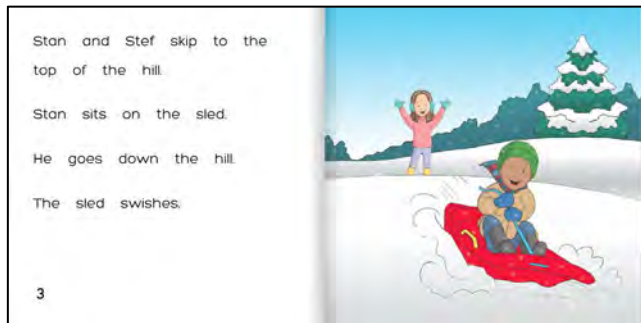 Stan and Stef skip to the
top of the hill.
Stan sits on the sled.
He goes down the hill.
The sled swishes.
3